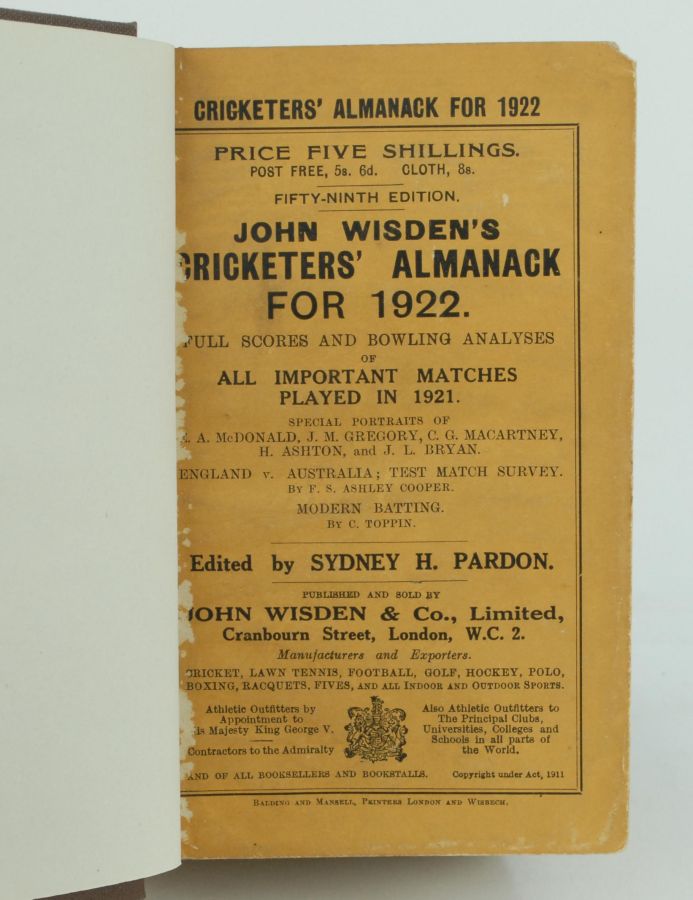 CRICKETERS' ALMANACK FOR 1922
PRICE FIVE SHILLINGS.
POST FREE, 5s. 6d. CLOTH, 8s.
FIFTY-NINTH EDITION.
JOHN WISDEN'S
CRICKETERS' ALMANACK
FOR 1922.
FULL SCORES AND BOWLING ANALYSES
OF
ALL IMPORTANT MATCHES
PLAYED IN 1921.
SPECIAL PORTRAITS OF
A. McDONALD, J. M. GREGORY, C. G. MACARTNEY,
H. ASHTON, and J. L. BRYAN.
ENGLAND v. AUSTRALIA; TEST MATCH SURVEY.
BY F. S. ASHLEY COOPER.
MODERN BATTING.
BY C. TOPPIN.
Edited by SYDNEY H. PARDON.
PUBLISHED AND SOLD BY
JOHN WISDEN & Co., Limited,
Cranbourn Street, London, W.C. 2.
Manufacturers and Exporters.
CRICKET, LAWN TENNIS, FOOTBALL, GOLF, HOCKEY, POLO,
BOXING, RACQUETS, FIVES, AND ALL INDOOR AND OUTDOOR SPORTS.
Athletic Outfitters by
Appointment to
His Majesty King George V.
Contractors to the Admiralty
Also Athletic Outfitters to
The Principal Clubs,
Universities, Colleges and
Schools in all parts of
the World.
AND OF ALL BOOKSELLERS AND BOOKSTALLS. Copyright under Act, 1911
BALDING AND MANSELL, PRINTERS LONDON AND WISBECH.